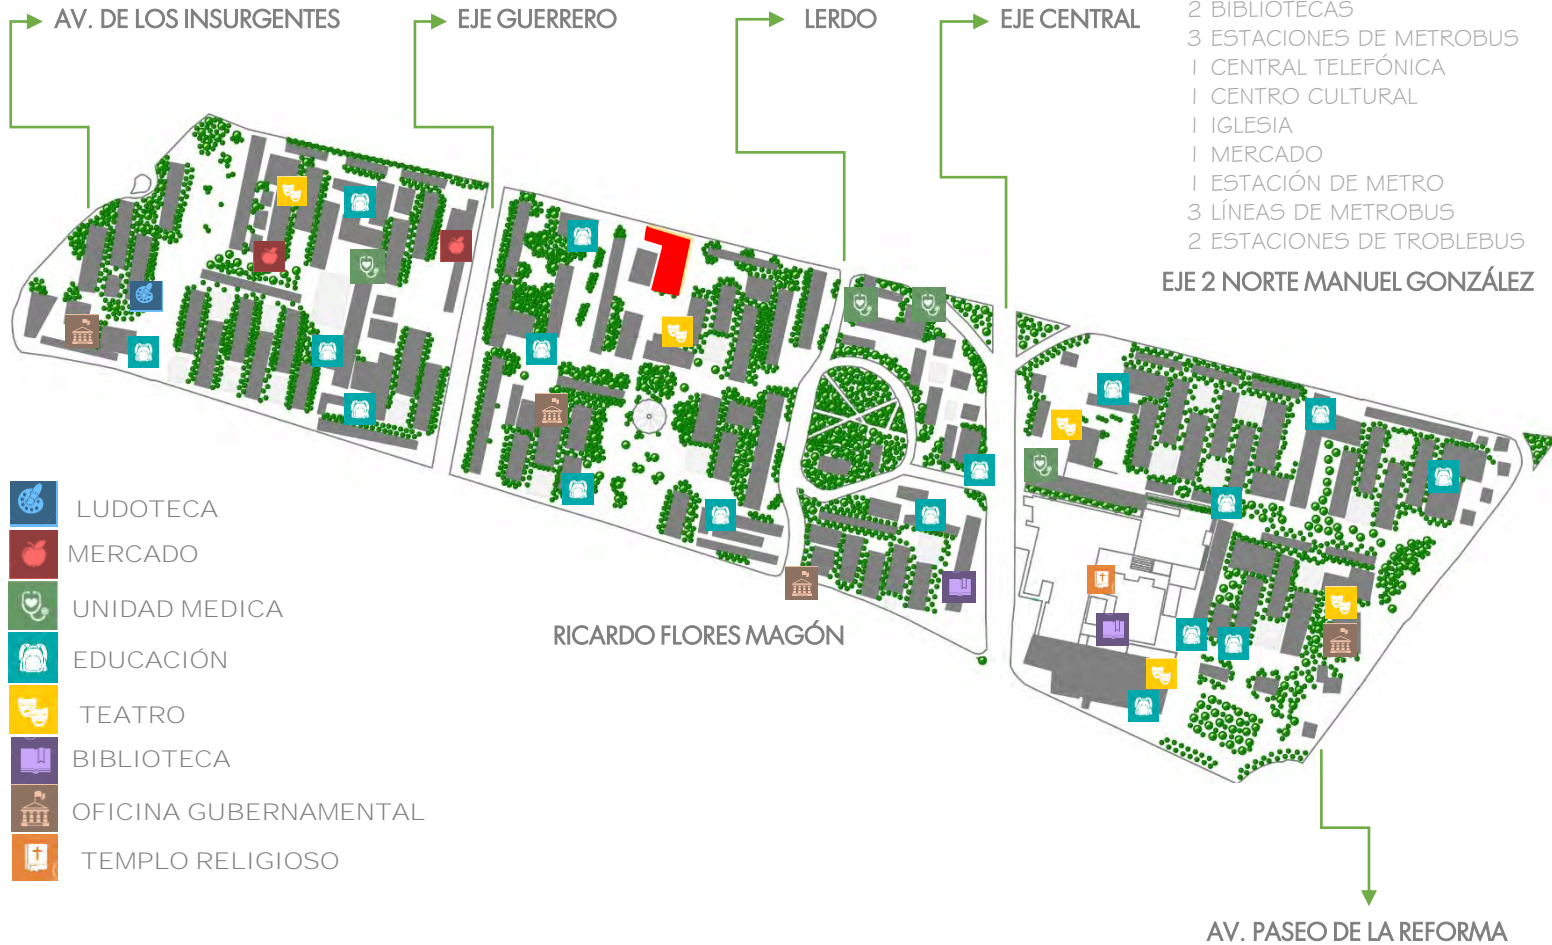 AV. DE LOS INSURGENTES
EJE GUERRERO
LERDO
EJE CENTRAL
2 BIBLIOTECAS
3 ESTACIONES DE METROBUS
1 CENTRAL TELEFÓNICA
1 CENTRO CULTURAL
1 IGLESIA
1 MERCADO
1 ESTACIÓN DE METRO
3 LÍNEAS DE METROBUS
2 ESTACIONES DE TROBLEBUS
EJE 2 NORTE MANUEL GONZÁLEZ
LUDOTECA
MERCADO
UNIDAD MEDICA
EDUCACIÓN
TEATRO
BIBLIOTECA
OFICINA GUBERNAMENTAL
TEMPLO RELIGIOSO
RICARDO FLORES MAGÓN
AV. PASEO DE LA REFORMA